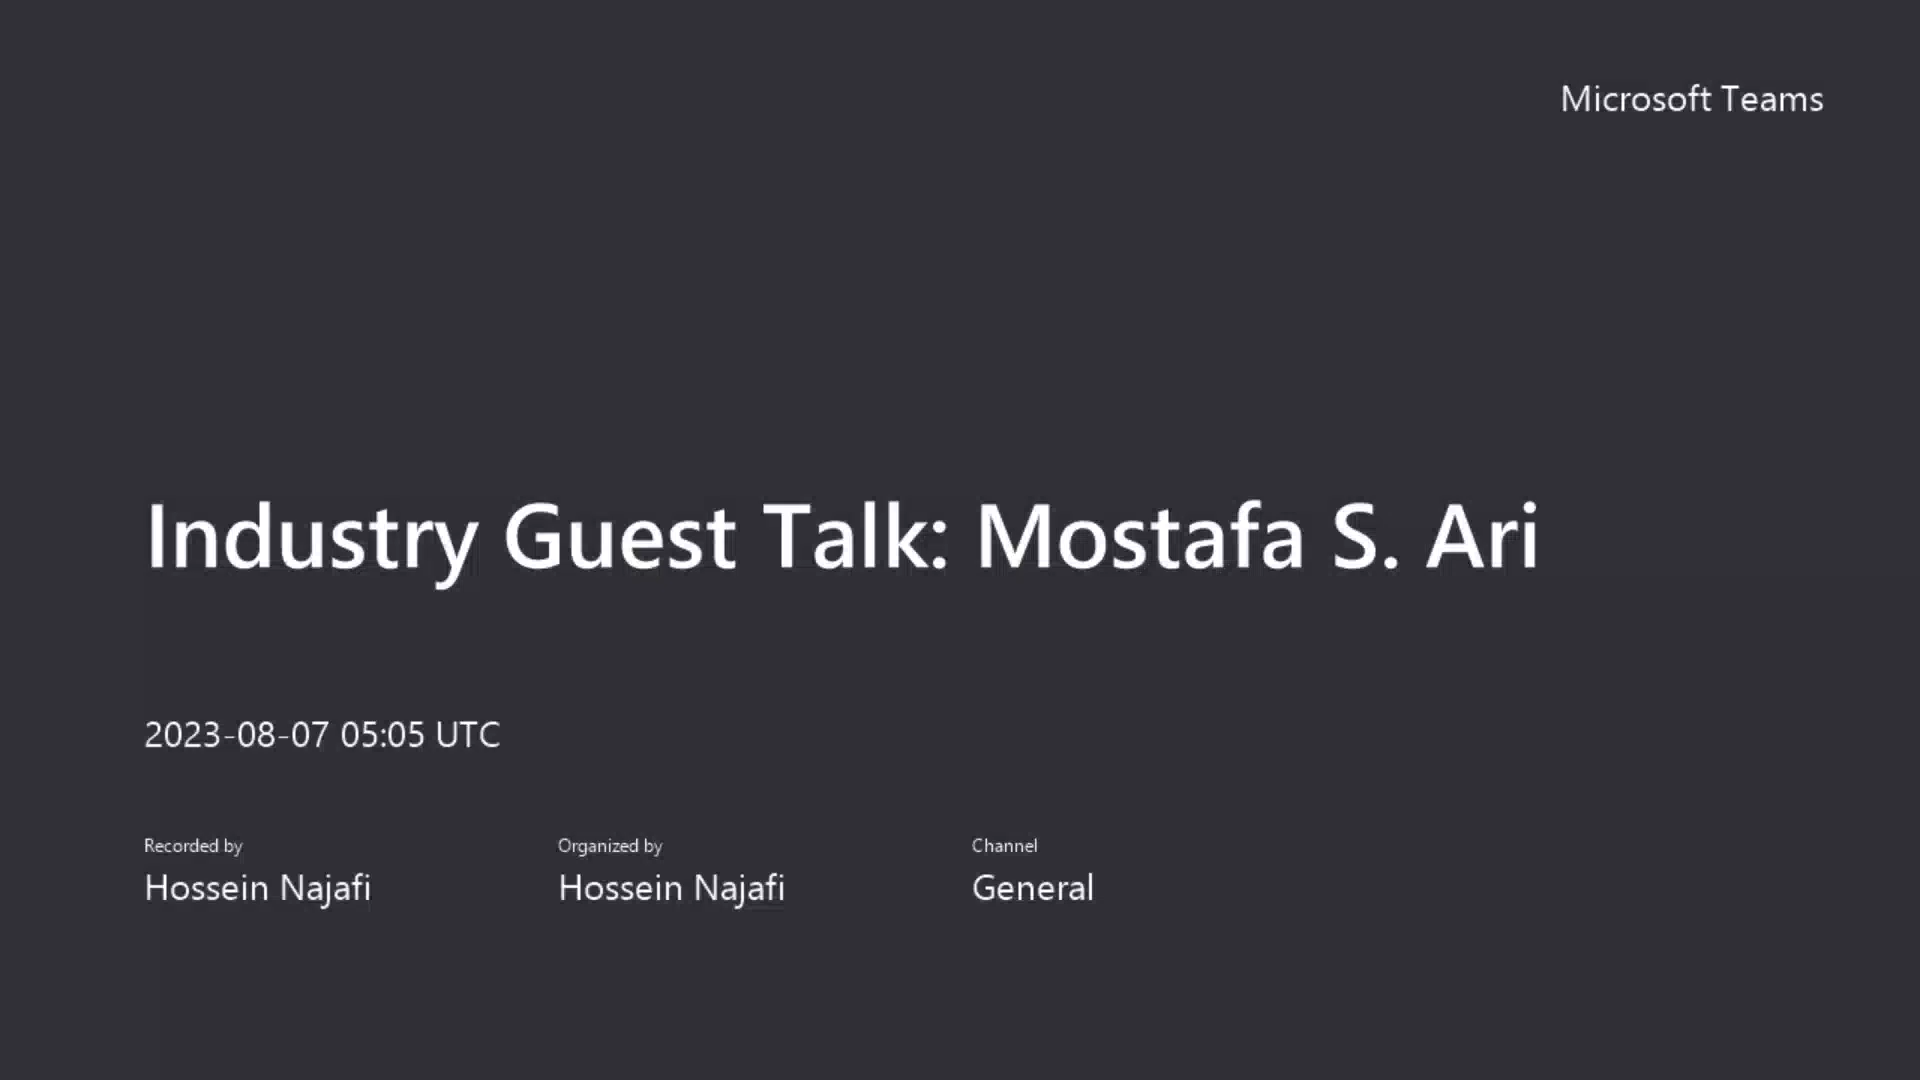 Microsoft Teams
Industry Guest Talk: Mostafa S. Ari
2023-08-07 05:05 UTC
Recorded by
Hossein Najafi
Organized by
Hossein Najafi
Channel
General